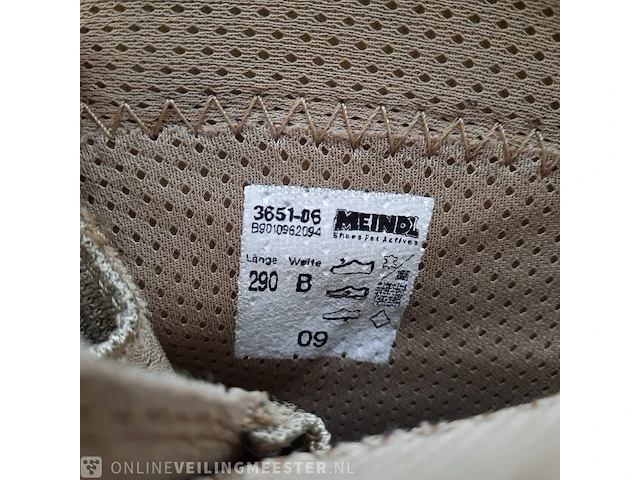 3651-06
B9010962094
MEINDL
Shoes For Actives
Länge Weite
290 B
09
ONLINEVEILINGMEESTER.NL